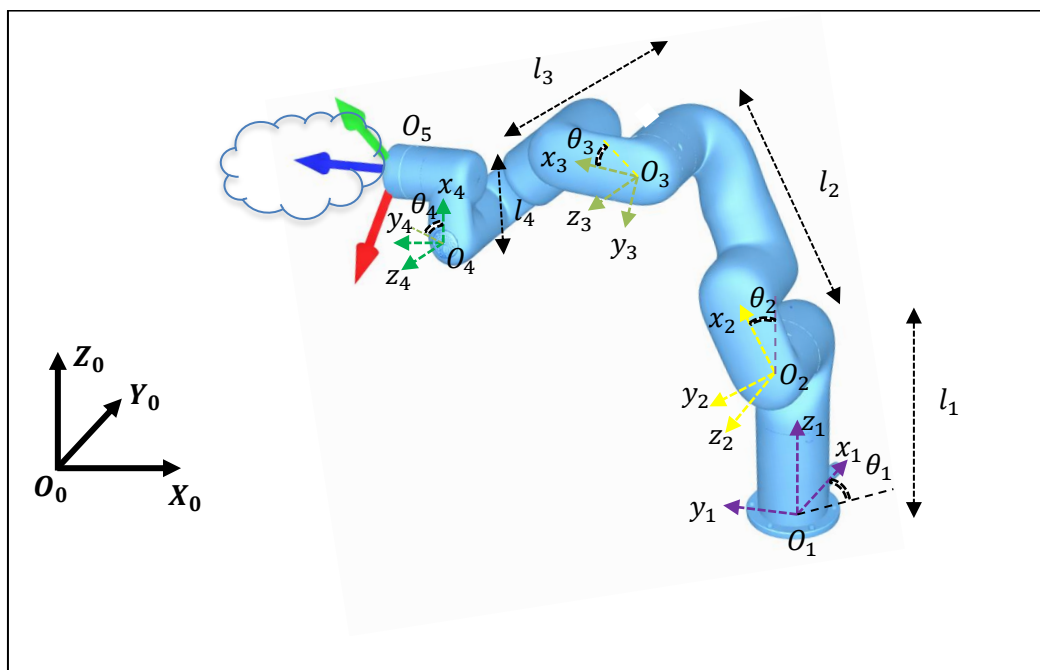 l₃
O₅
θ₃
x₃
O₃
l₂
x₄
θ₄
l₄
y₄
z₃
y₃
O₄
z₄
θ₂
x₂
Z₀
O₂
Y₀
y₂
l₁
z₂
z₁
x₁
θ₁
O₀
X₀
y₁
O₁